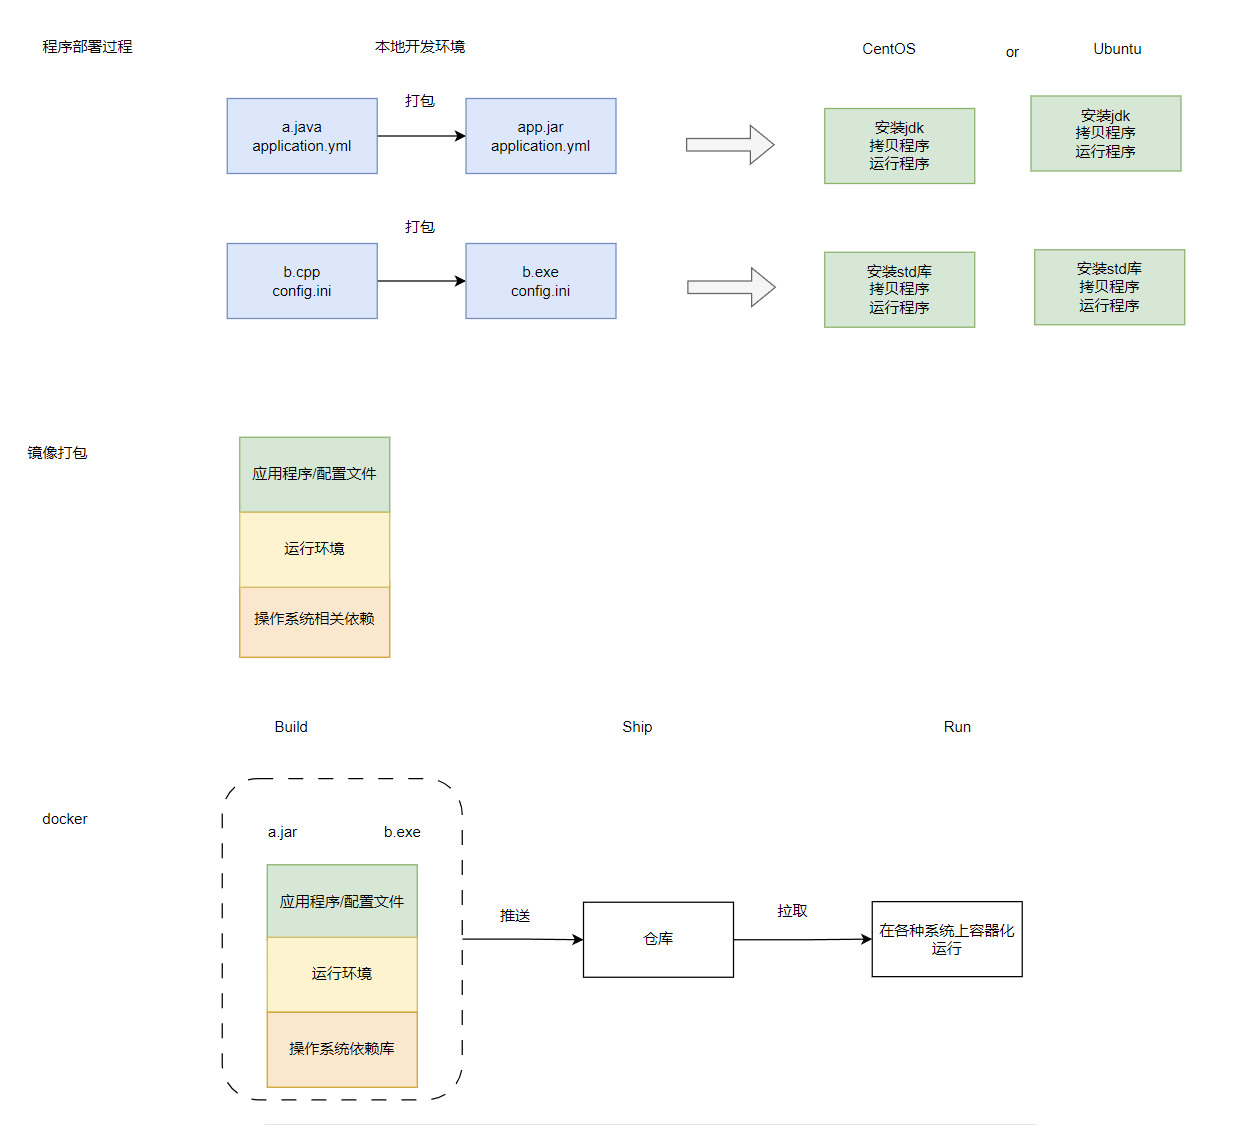 程序部署过程
本地开发环境
CentOS
or
Ubuntu
打包
a.java
application.yml
app.jar
application.yml
安装jdk
拷贝程序
运行程序
安装jdk
拷贝程序
运行程序
打包
b.cpp
config.ini
b.exe
config.ini
安装std库
拷贝程序
运行程序
安装std库
拷贝程序
运行程序
镜像打包
应用程序/配置文件
运行环境
操作系统相关依赖
Build
Ship
Run
docker
a.jar
b.exe
应用程序/配置文件
运行环境
操作系统依赖库
推送
仓库
拉取
在各种系统上容器化
运行